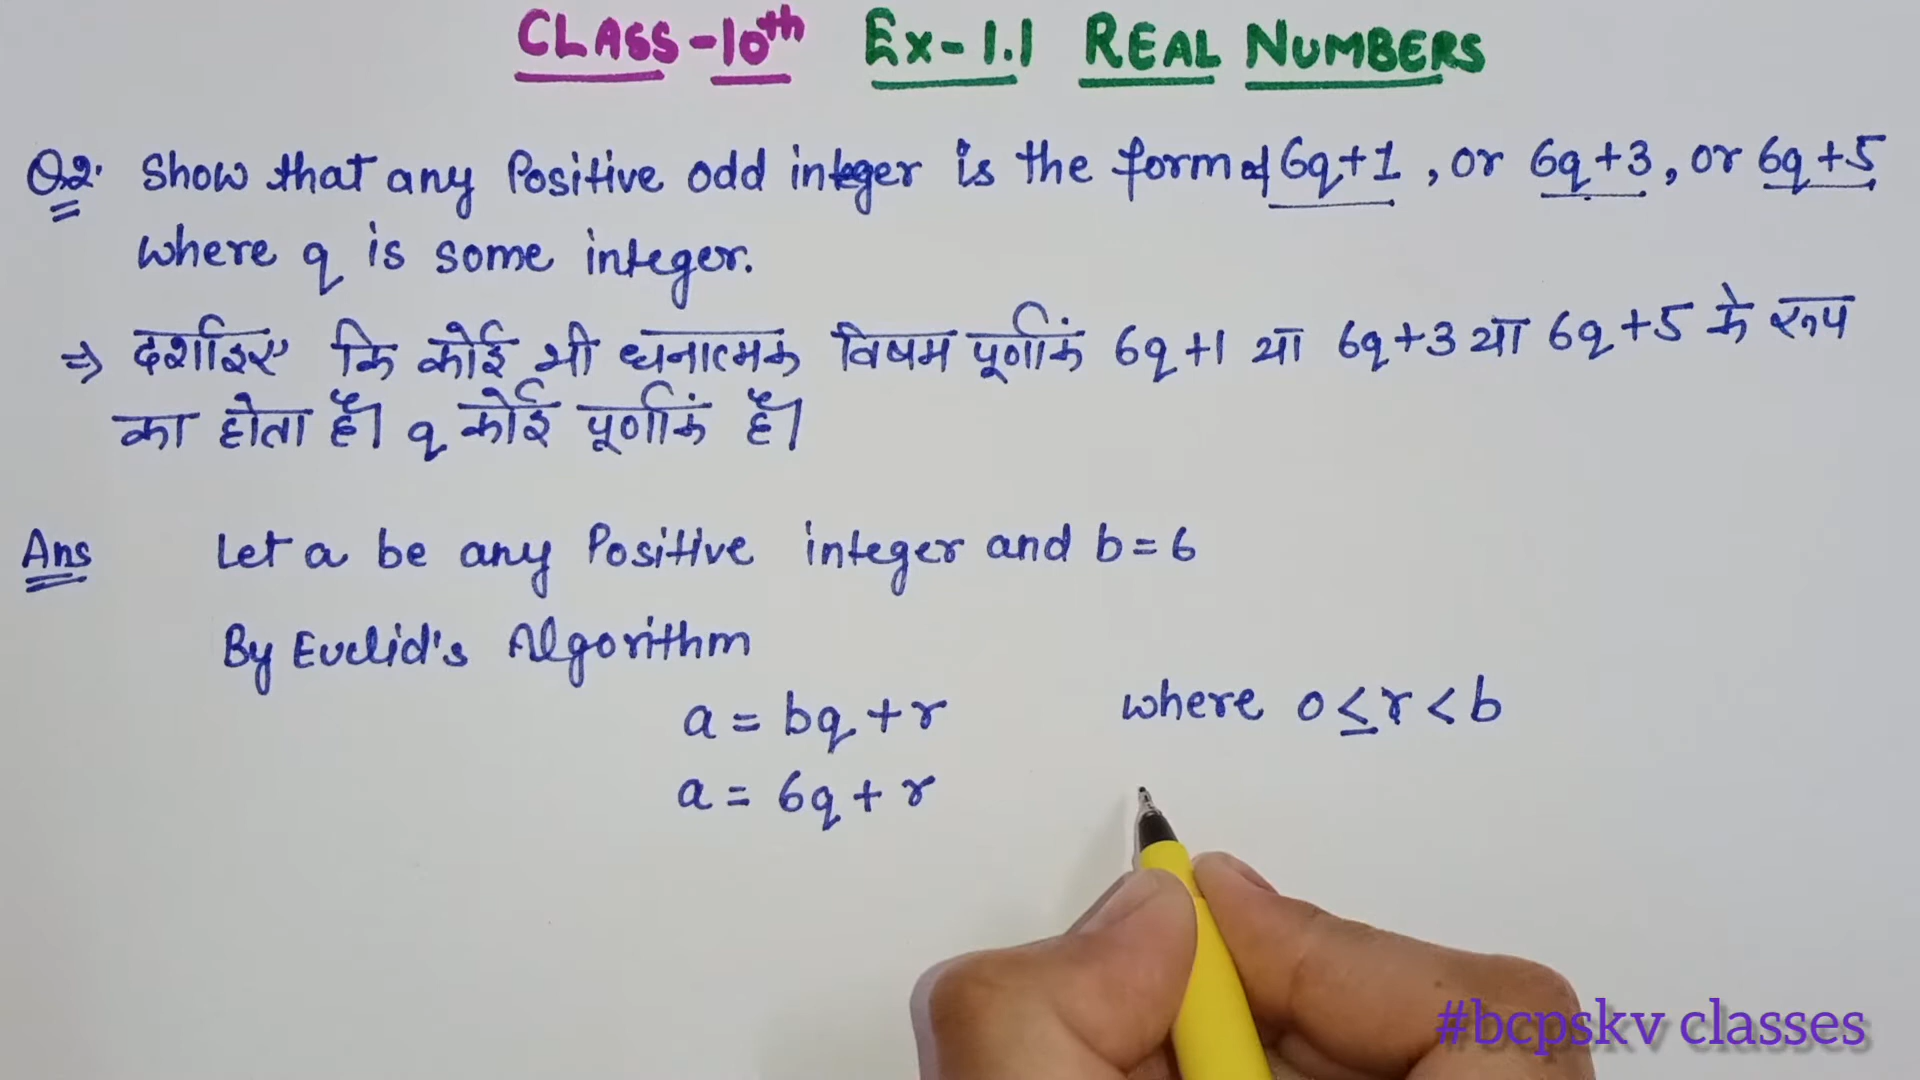 CLASS-10th Ex-1.1 REAL NUMBERS
Q.2. Show that any Positive odd integer is the form of 6q+1, or 6q+3, or 6q+5
where q is some integer.
⇒ दर्शाइए कि कोई भी धनात्मक विषम पूर्णांक 6q+1 या 6q+3 या 6q+5 के रूप
का होता है। q कोई पूर्णांक है।
Ans Let a be any Positive integer and b=6
By Euclid's Algorithm
a = bq+r where 0≤r<b
a = 6q+r
#bcpskv classes